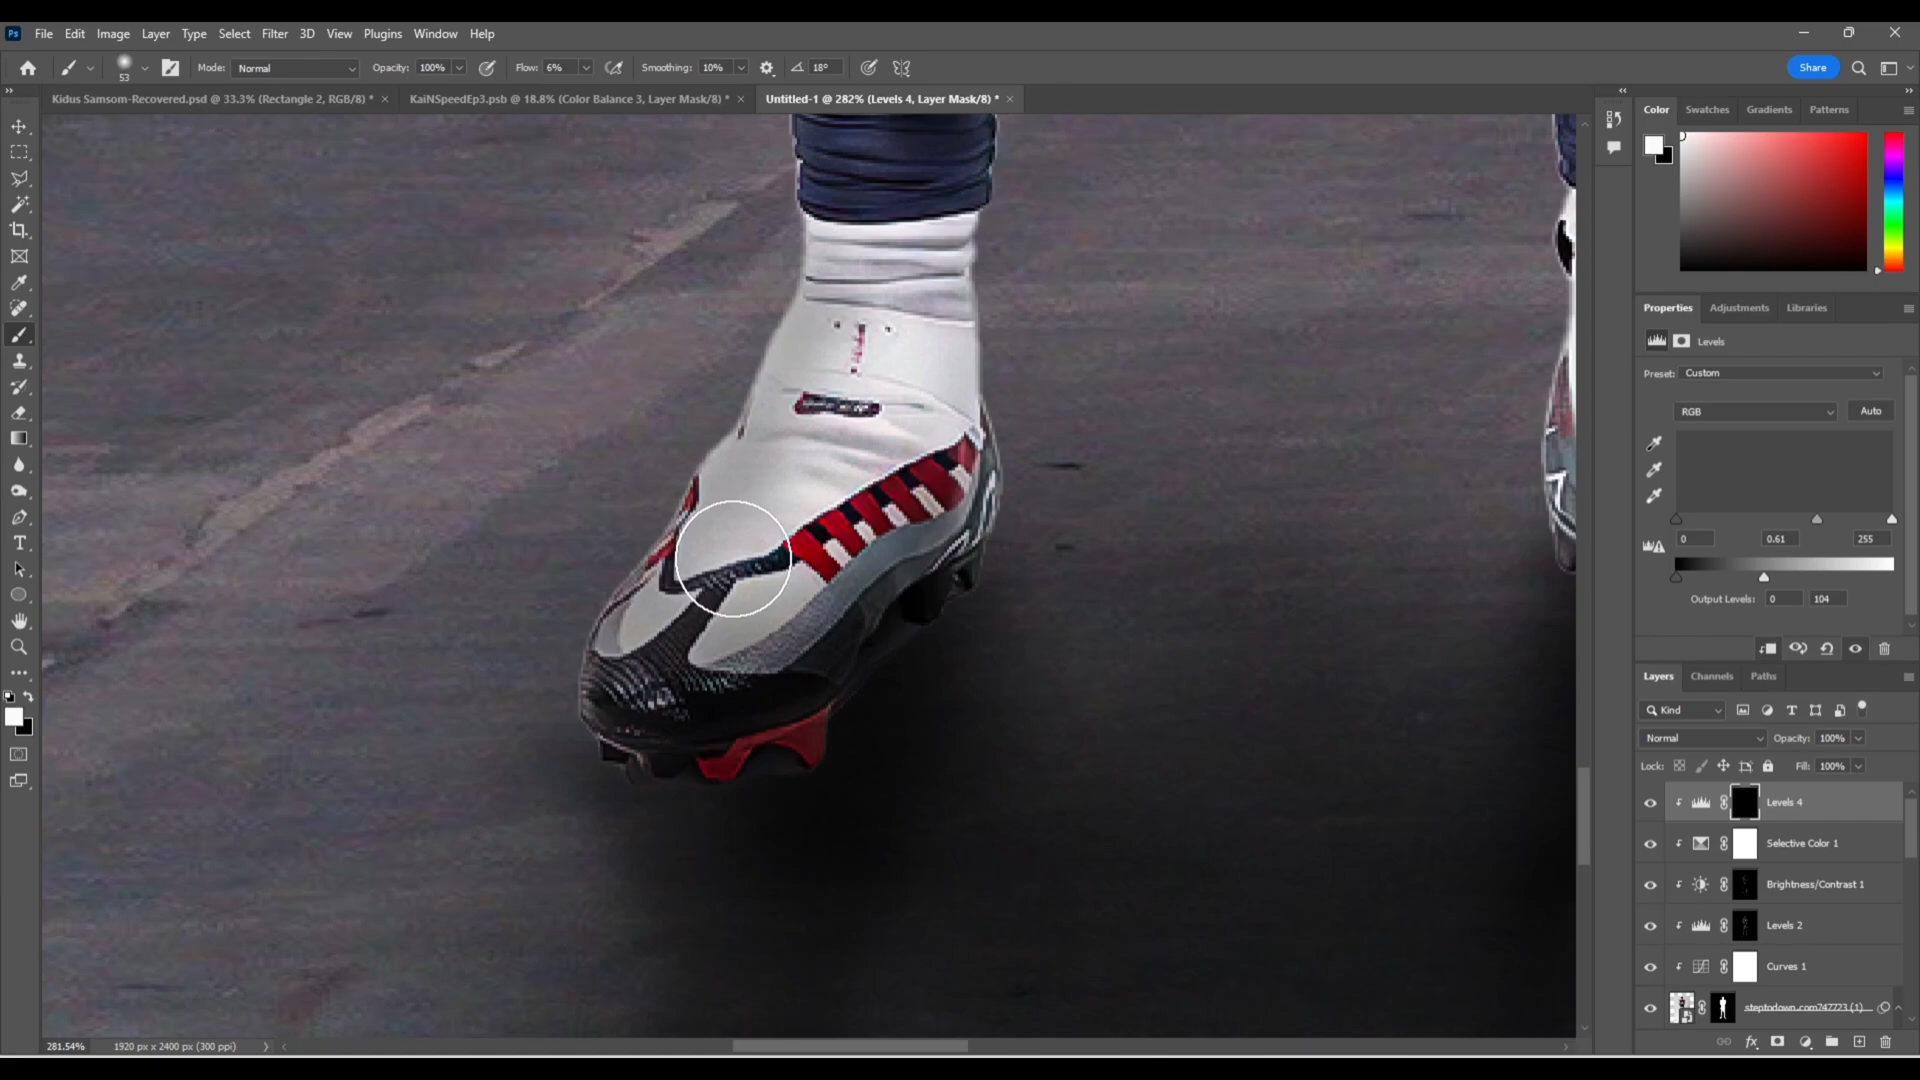 Ps File Edit Image Layer Type Select Filter 3D View Plugins Window Help
53 Mode: Normal Opacity: 100% Flow: 6% Smoothing: 10% 18° Share
Kidus Samsom-Recovered.psd @ 33.3% (Rectangle 2, RGB/8) * × KaiNSpeedEp3.psb @ 18.8% (Color Balance 3, Layer Mask/8) * × Untitled-1 @ 282% (Levels 4, Layer Mask/8) * ×
Color Swatches Gradients Patterns
Properties Adjustments Libraries
Levels
Preset: Custom
RGB Auto
0 0.61 255
Output Levels: 0 104
Layers Channels Paths
Kind
Normal Opacity: 100%
Lock: Fill: 100%
Levels 4
Selective Color 1
Brightness/Contrast 1
Levels 2
Curves 1
steptodown.com747723 (1)
281.54% 1920 px x 2400 px (300 ppi)